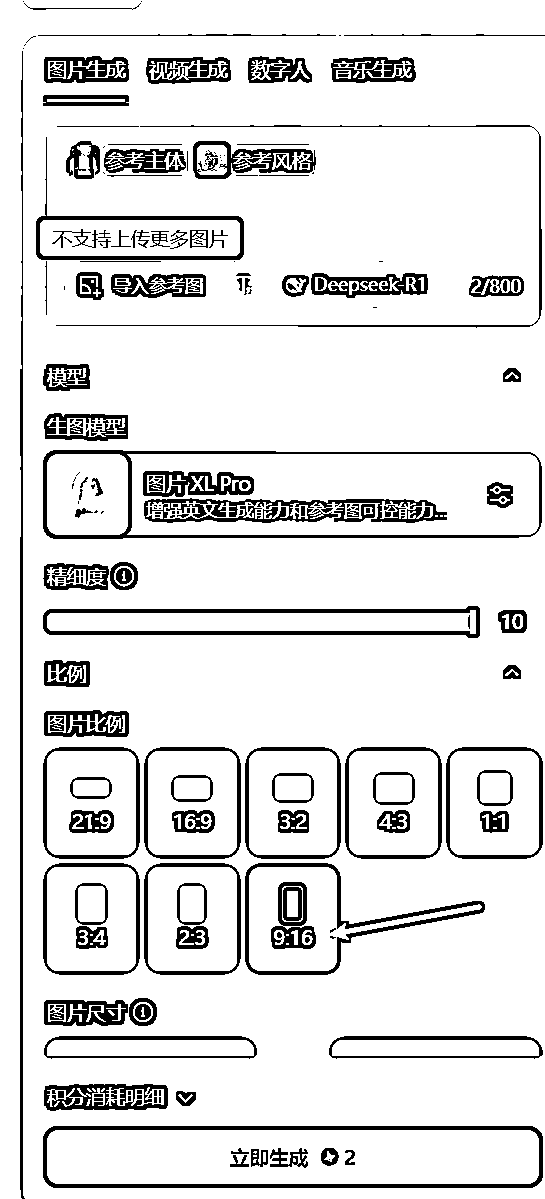 图片生成 视频生成 数字人 音乐生成
参考主体 参考风格
不支持上传更多图片
导入参考图 Deepseek-R1 2/800
模型
生图模型
图片 XL Pro
增强英文生成能力和参考图可控能力...
精细度
10
比例
图片比例
21:9 16:9 3:2 4:3 1:1
3:4 2:3 9:16
图片尺寸
积分消耗明细
立即生成 2